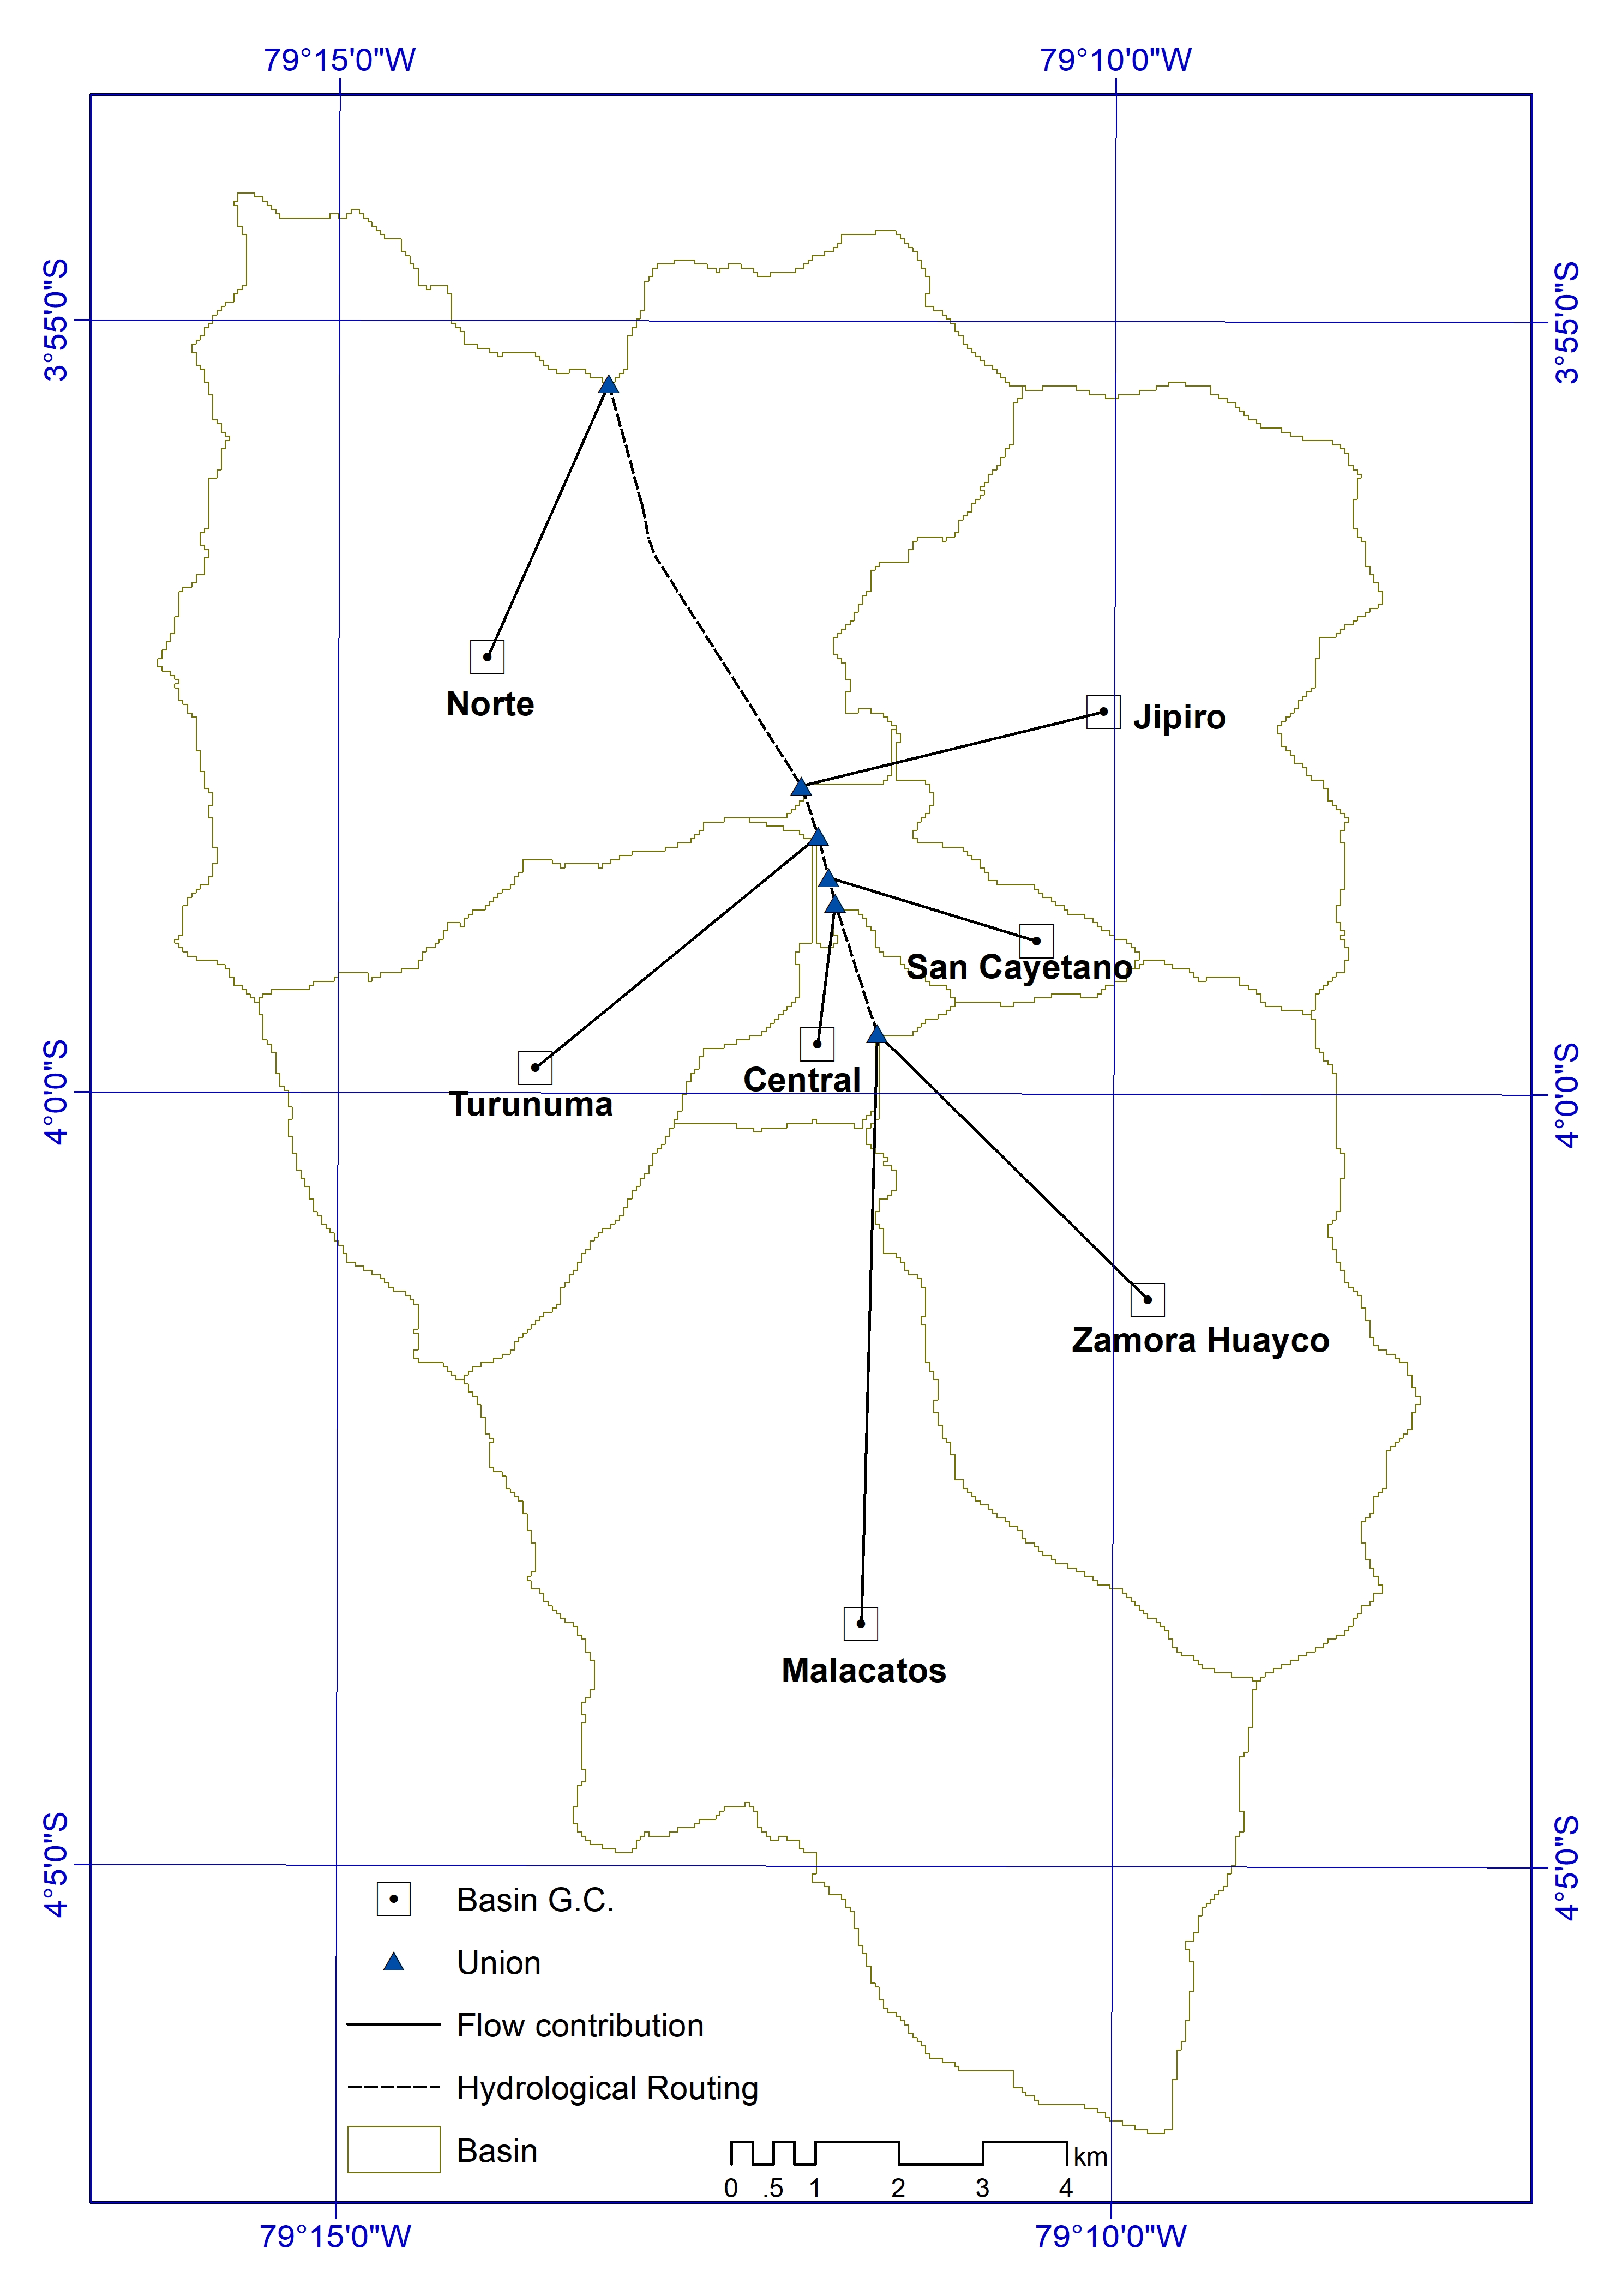 79°15'0"W
79°10'0"W
3°55'0"S
3°55'0"S
Norte
Jipiro
San Cayetano
4°0'0"S
4°0'0"S
Central
Turunuma
Zamora Huayco
Malacatos
4°5'0"S
4°5'0"S
Basin G.C.
Union
Flow contribution
Hydrological Routing
Basin
km
0 .5 1 2 3 4
79°15'0"W
79°10'0"W